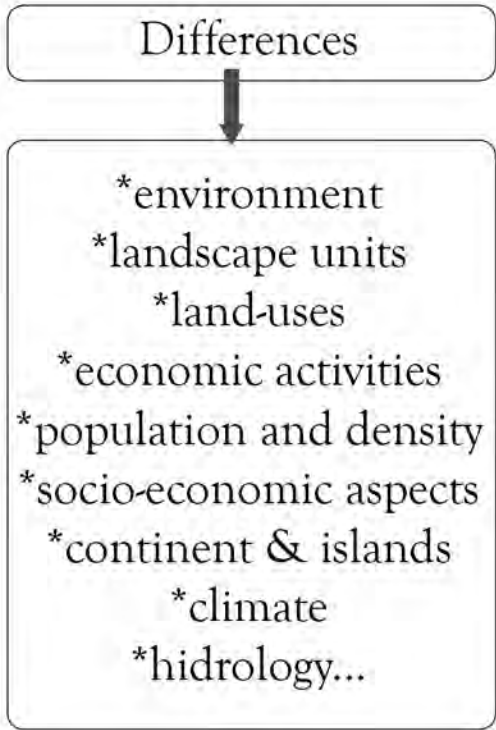 Differences
*environment
*landscape units
*land-uses
*economic activities
*population and density
*socio-economic aspects
*continent & islands
*climate
*hidrology...